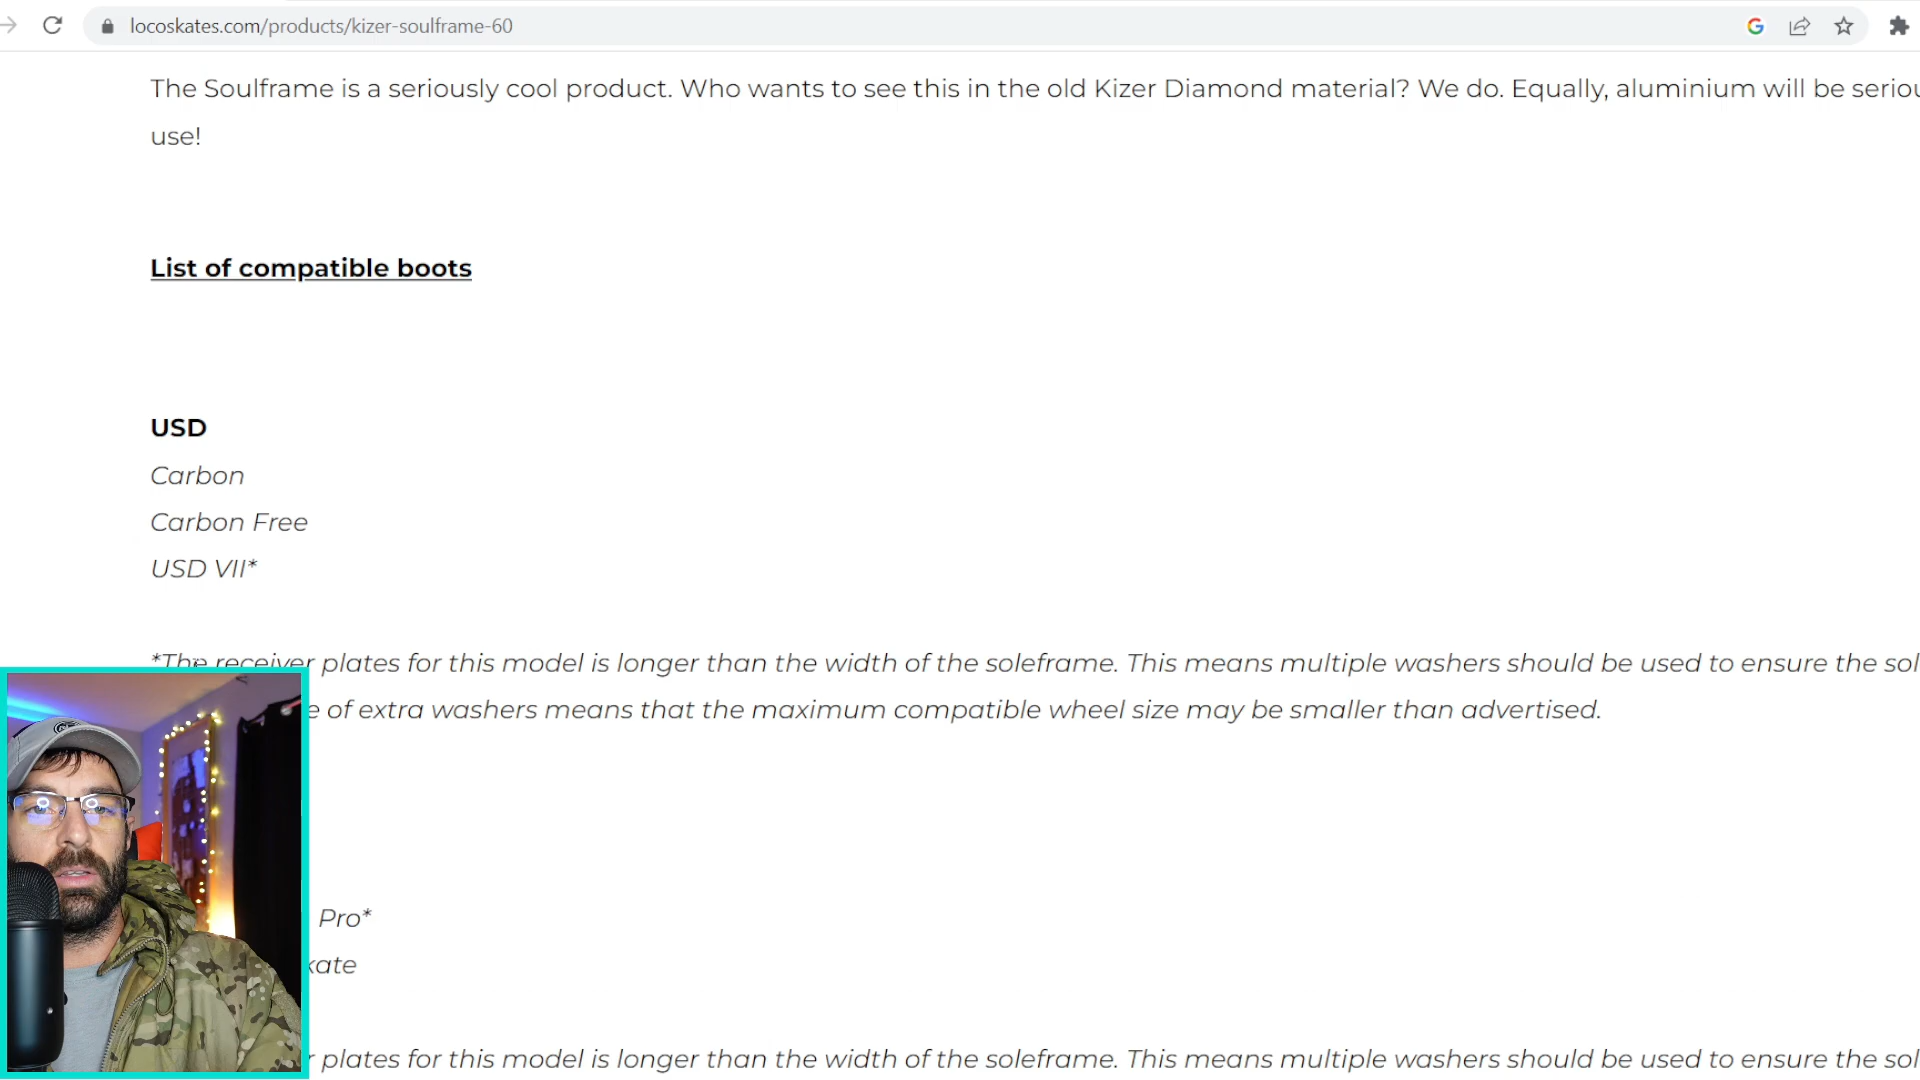 locoskates.com/products/kizer-soulframe-60
The Soulframe is a seriously cool product. Who wants to see this in the old Kizer Diamond material? We do. Equally, aluminium will be
use!
List of compatible boots
USD
Carbon
Carbon Free
USD VII*
*The receiver plates for this model is longer than the width of the soleframe. This means multiple washers should be used to ensure the
of extra washers means that the maximum compatible wheel size may be smaller than advertised.
Pro*
plates for this model is longer than the width of the soleframe. This means multiple washers should be used to ensure the